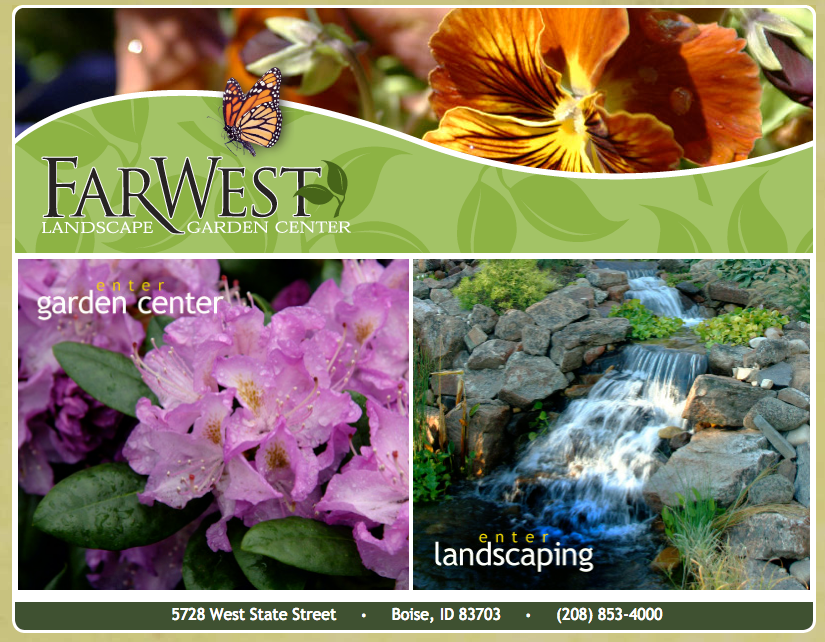 FARWEST
LANDSCAPE GARDEN CENTER
enter
garden center
enter
landscaping
5728 West State Street • Boise, ID 83703 • (208) 853-4000